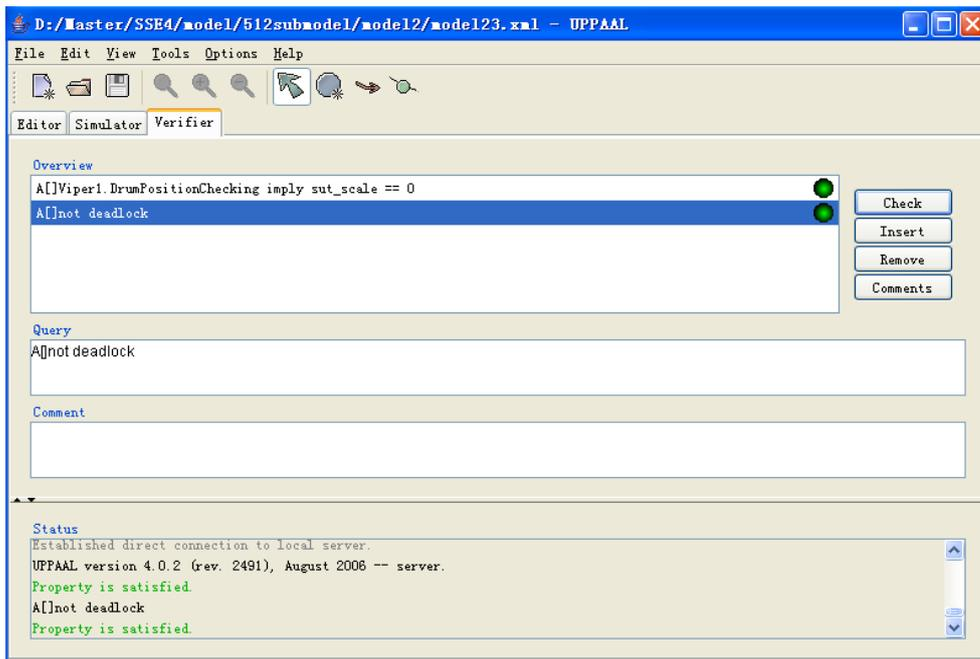 D:/Master/SSE4/model/512submodel/model2/model23.xml - UPPAAL
File Edit View Tools Options Help
Editor Simulator Verifier
Overview
A[]Viper1.DrumPositionChecking imply sut_scale == 0
A[]not deadlock
Check
Insert
Remove
Comments
Query
A[]not deadlock
Comment
Status
Established direct connection to local server.
UPPAAL version 4.0.2 (rev. 2491), August 2006 -- server.
Property is satisfied.
A[]not deadlock
Property is satisfied.